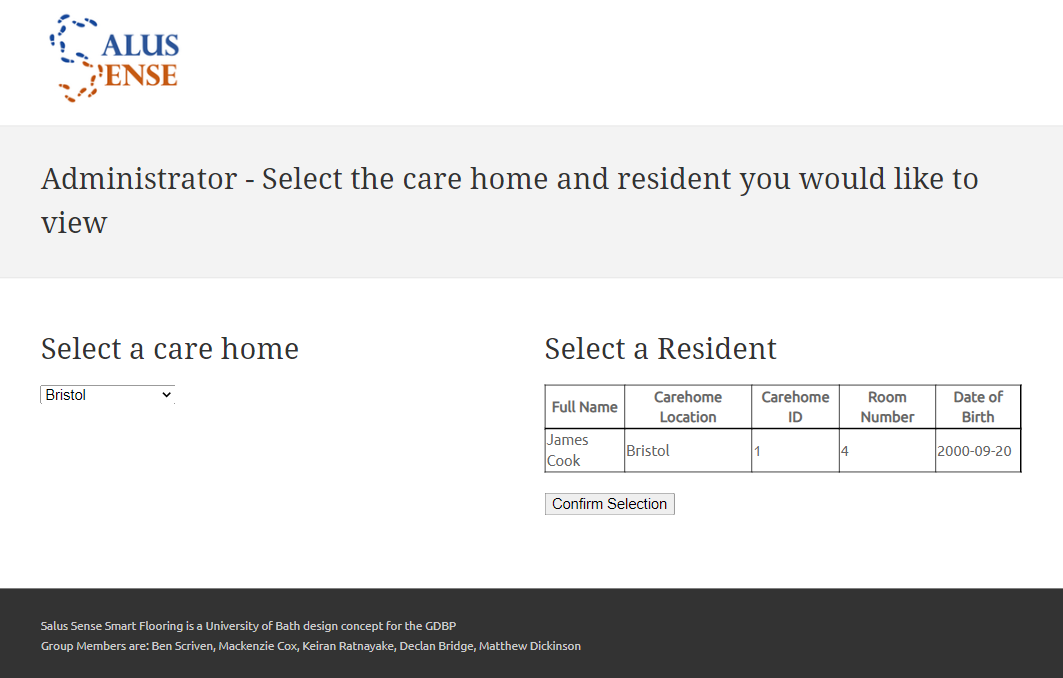 ALUS
ENSE
Administrator - Select the care home and resident you would like to
view
Select a care home
Bristol
Select a Resident
Full Name Carehome Location Carehome ID Room Number Date of Birth
James Cook Bristol 1 4 2000-09-20
Confirm Selection
Salus Sense Smart Flooring is a University of Bath design concept for the GDBP
Group Members are: Ben Scriven, Mackenzie Cox, Keiran Ratnayake, Declan Bridge, Matthew Dickinson